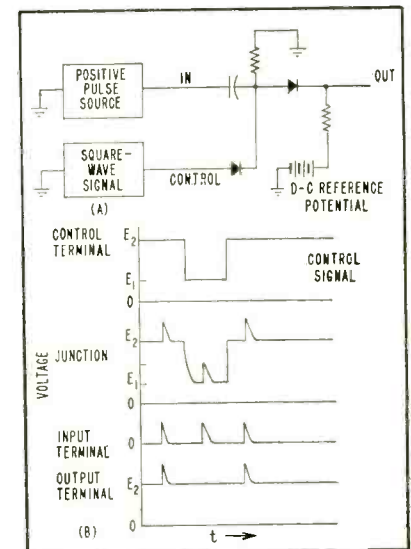 POSITIVE
PULSE
SOURCE
IN
OUT
SQUARE-
WAVE
SIGNAL
CONTROL
D-C REFERENCE
POTENTIAL
(A)
CONTROL
TERMINAL
E2
E1
0
CONTROL
SIGNAL
VOLTAGE
JUNCTION
E2
E1
0
INPUT
TERMINAL
0
OUTPUT
TERMINAL
E2
0
(B)
t